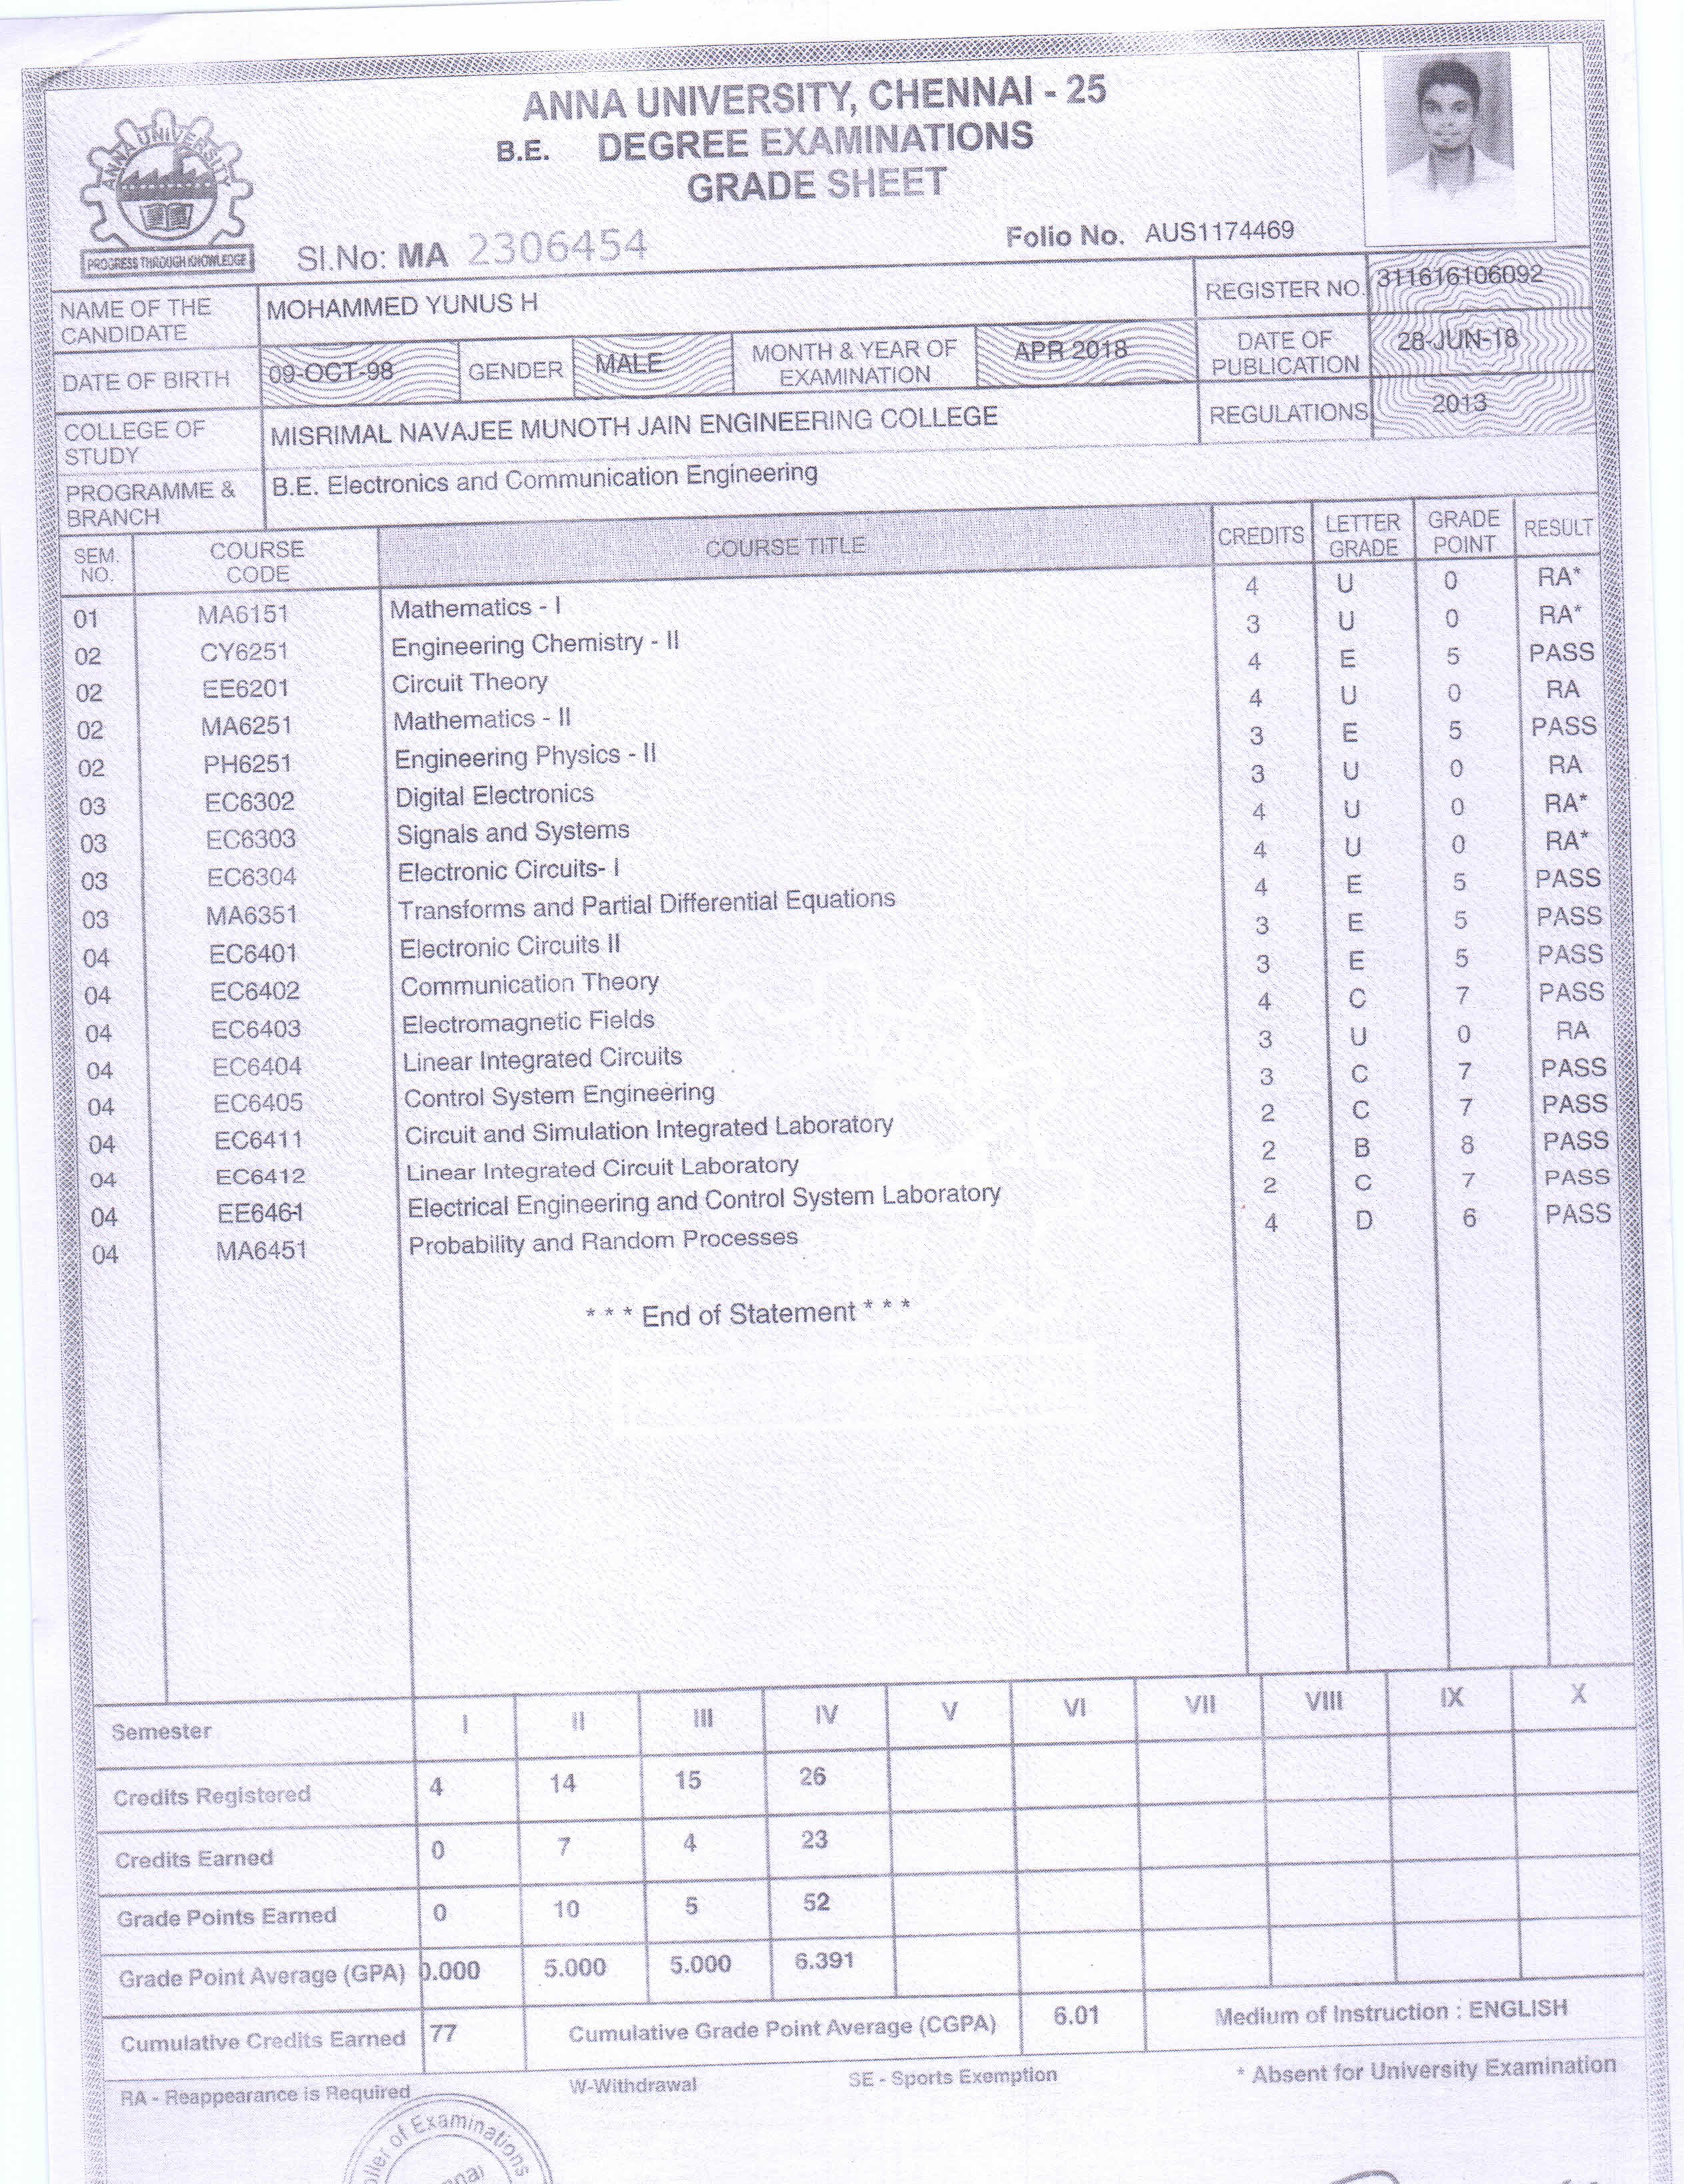 ANNA UNIVERSITY, CHENNAI - 25
B.E. DEGREE EXAMINATIONS
GRADE SHEET
ANNA UNIVERSITY
PROGRESS THROUGH KNOWLEDGE
Sl.No: MA 2306454
Folio No. AUS1174469
NAME OF THE CANDIDATE MOHAMMED YUNUS H REGISTER NO. 311616106092
DATE OF BIRTH 09-OCT-98 GENDER MALE MONTH & YEAR OF EXAMINATION APR 2018 DATE OF PUBLICATION 28-JUN-18
COLLEGE OF STUDY MISRIMAL NAVAJEE MUNOTH JAIN ENGINEERING COLLEGE REGULATIONS 2013
PROGRAMME & BRANCH B.E. Electronics and Communication Engineering
SEM. NO. COURSE CODE COURSE TITLE CREDITS LETTER GRADE GRADE POINT RESULT
01 MA6151 Mathematics - I 4 U 0 RA*
02 CY6251 Engineering Chemistry - II 3 U 0 RA*
02 EE6201 Circuit Theory 4 E 5 PASS
02 MA6251 Mathematics - II 4 U 0 RA
02 PH6251 Engineering Physics - II 3 E 5 PASS
03 EC6302 Digital Electronics 3 U 0 RA
03 EC6303 Signals and Systems 4 U 0 RA*
03 EC6304 Electronic Circuits- I 4 U 0 RA*
03 MA6351 Transforms and Partial Differential Equations 4 E 5 PASS
04 EC6401 Electronic Circuits II 3 E 5 PASS
04 EC6402 Communication Theory 3 E 5 PASS
04 EC6403 Electromagnetic Fields 4 C 7 PASS
04 EC6404 Linear Integrated Circuits 3 U 0 RA
04 EC6405 Control System Engineering 3 C 7 PASS
04 EC6411 Circuit and Simulation Integrated Laboratory 2 C 7 PASS
04 EC6412 Linear Integrated Circuit Laboratory 2 B 8 PASS
04 EE6461 Electrical Engineering and Control System Laboratory 2 C 7 PASS
04 MA6451 Probability and Random Processes 4 D 6 PASS
* * * End of Statement * * *
Semester I II III IV V VI VII VIII IX X
Credits Registered 4 14 15 26
Credits Earned 0 7 4 23
Grade Points Earned 0 10 5 52
Grade Point Average (GPA) 0.000 5.000 5.000 6.391
Cumulative Credits Earned 77 Cumulative Grade Point Average (CGPA) 6.01 Medium of Instruction : ENGLISH
RA - Reappearance is Required W-Withdrawal SE - Sports Exemption * Absent for University Examination
of Examinations